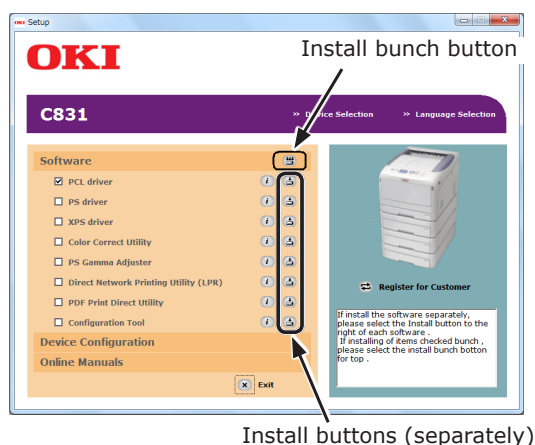 OKI Setup
Install bunch button
OKI
C831
» Device Selection » Language Selection
Software
PCL driver
PS driver
XPS driver
Color Correct Utility
PS Gamma Adjuster
Direct Network Printing Utility (LPR)
PDF Print Direct Utility
Configuration Tool
Device Configuration
Online Manuals
Exit
Register for Customer
If install the software separately,
please select the Install button to the
right of each software .
If installing of items checked bunch ,
please select the install bunch botton
for top .
Install buttons (separately)